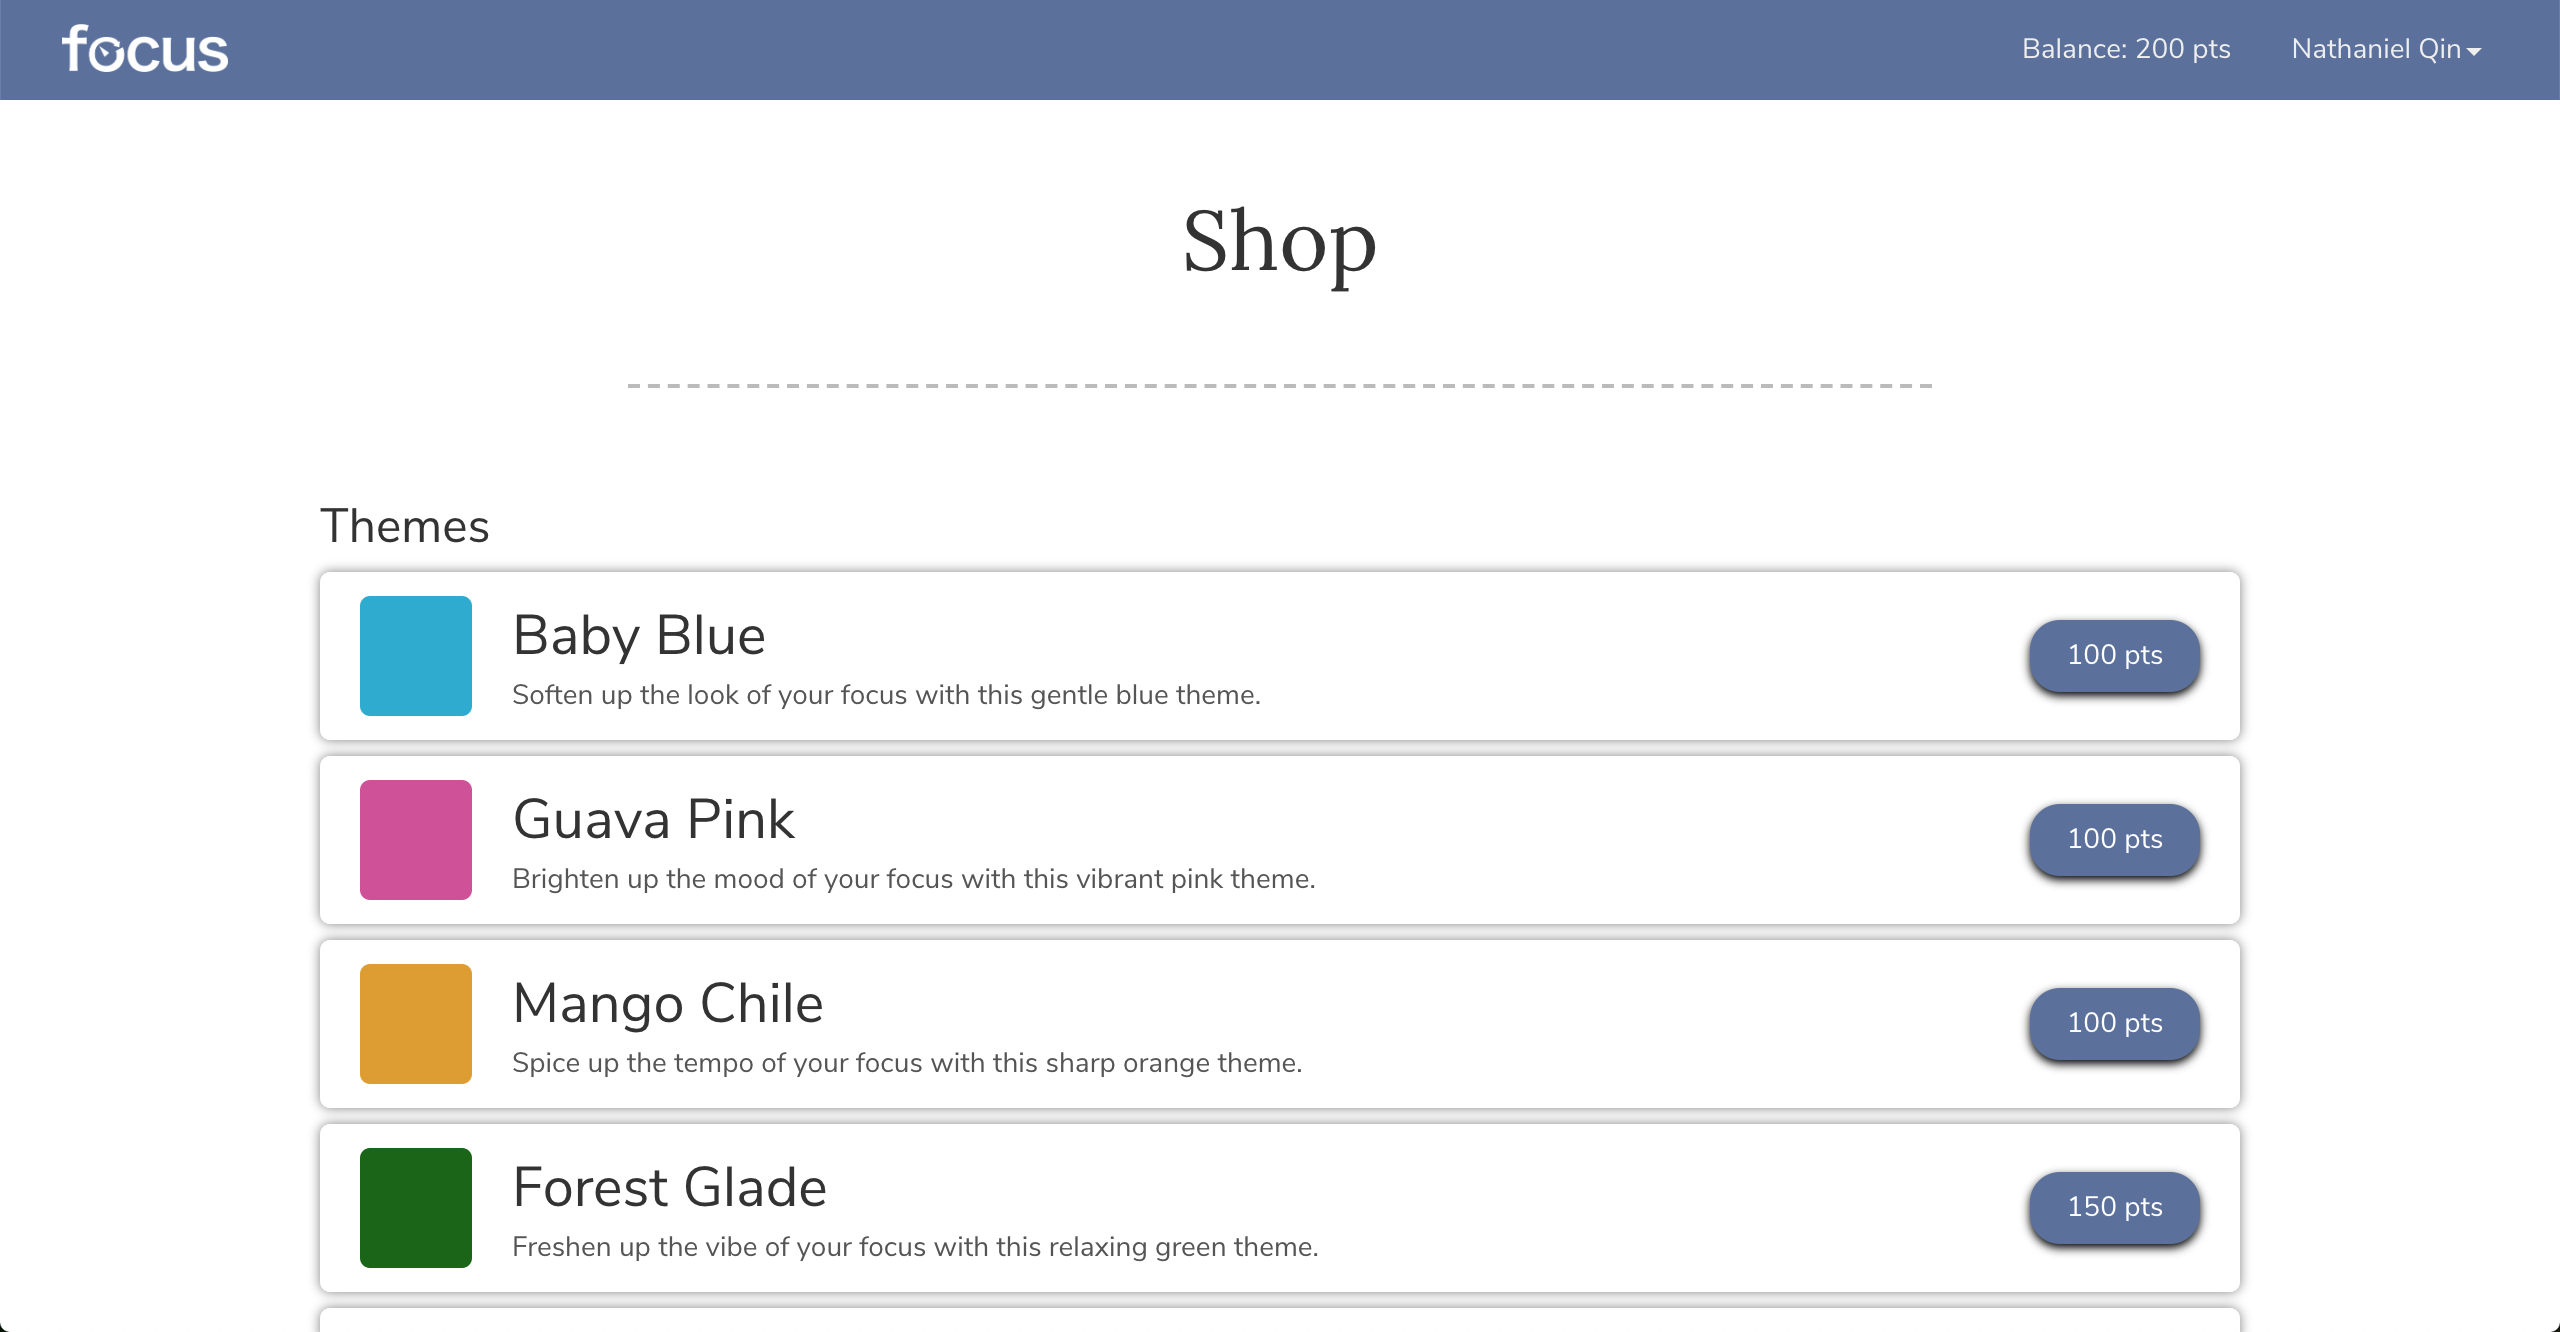 focus
Balance: 200 pts
Nathaniel Qin
Shop
Themes
Baby Blue
Soften up the look of your focus with this gentle blue theme.
100 pts
Guava Pink
Brighten up the mood of your focus with this vibrant pink theme.
100 pts
Mango Chile
Spice up the tempo of your focus with this sharp orange theme.
100 pts
Forest Glade
Freshen up the vibe of your focus with this relaxing green theme.
150 pts